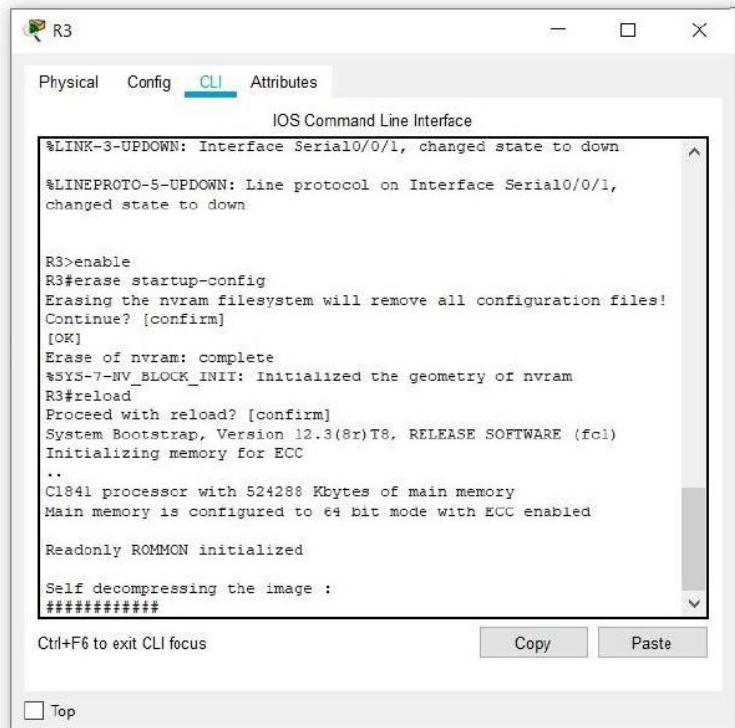 R3
Physical Config CLI Attributes
IOS Command Line Interface
%LINK-3-UPDOWN: Interface Serial0/0/1, changed state to down
%LINEPROTO-5-UPDOWN: Line protocol on Interface Serial0/0/1,
changed state to down
R3>enable
R3#erase startup-config
Erasing the nvram filesystem will remove all configuration files!
Continue? [confirm]
[OK]
Erase of nvram: complete
%SYS-7-NV_BLOCK_INIT: Initialized the geometry of nvram
R3#reload
Proceed with reload? [confirm]
System Bootstrap, Version 12.3(8r)T8, RELEASE SOFTWARE (fc1)
Initializing memory for ECC
..
C1841 processor with 524288 Kbytes of main memory
Main memory is configured to 64 bit mode with ECC enabled
Readonly ROMMON initialized
Self decompressing the image :
############
Ctrl+F6 to exit CLI focus
Copy Paste
Top